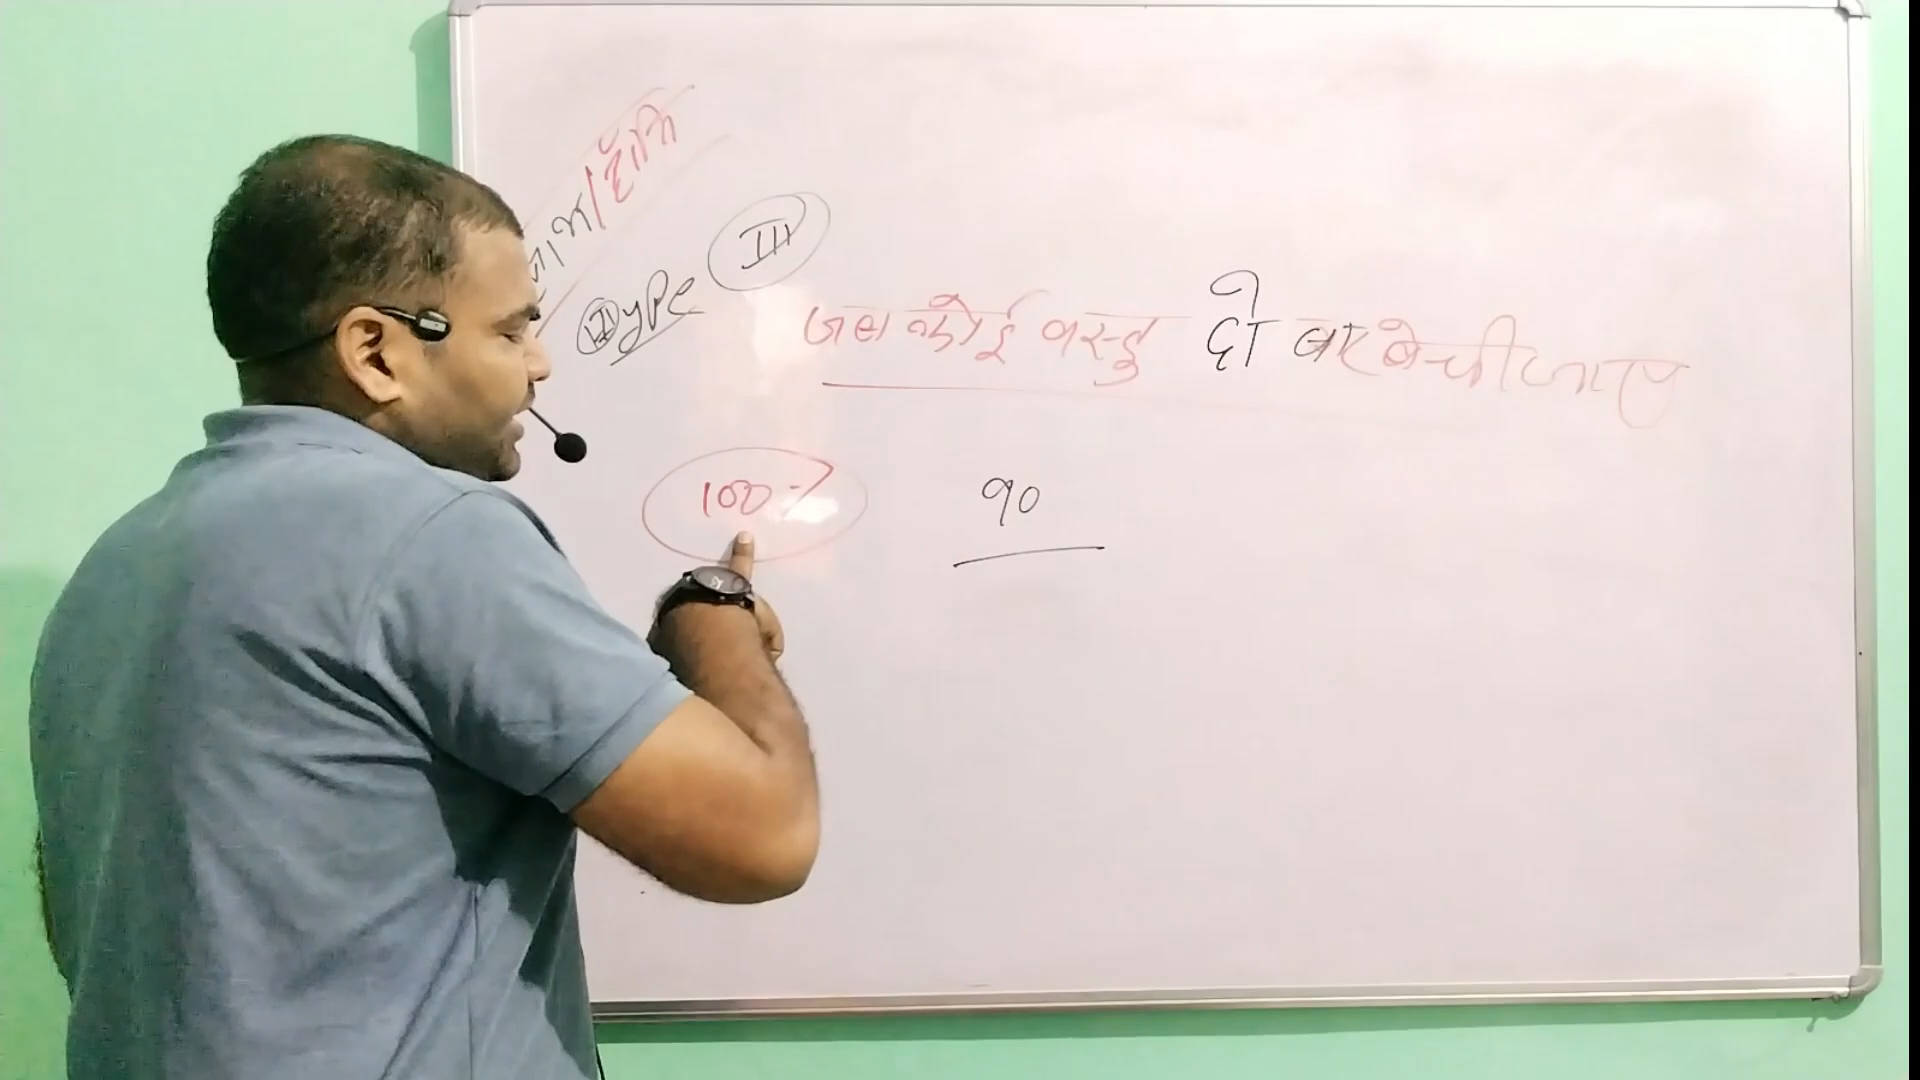 लाभ/हाँनि
Type III
जब कोई वस्तु दो बार बेची जाए
100%
90